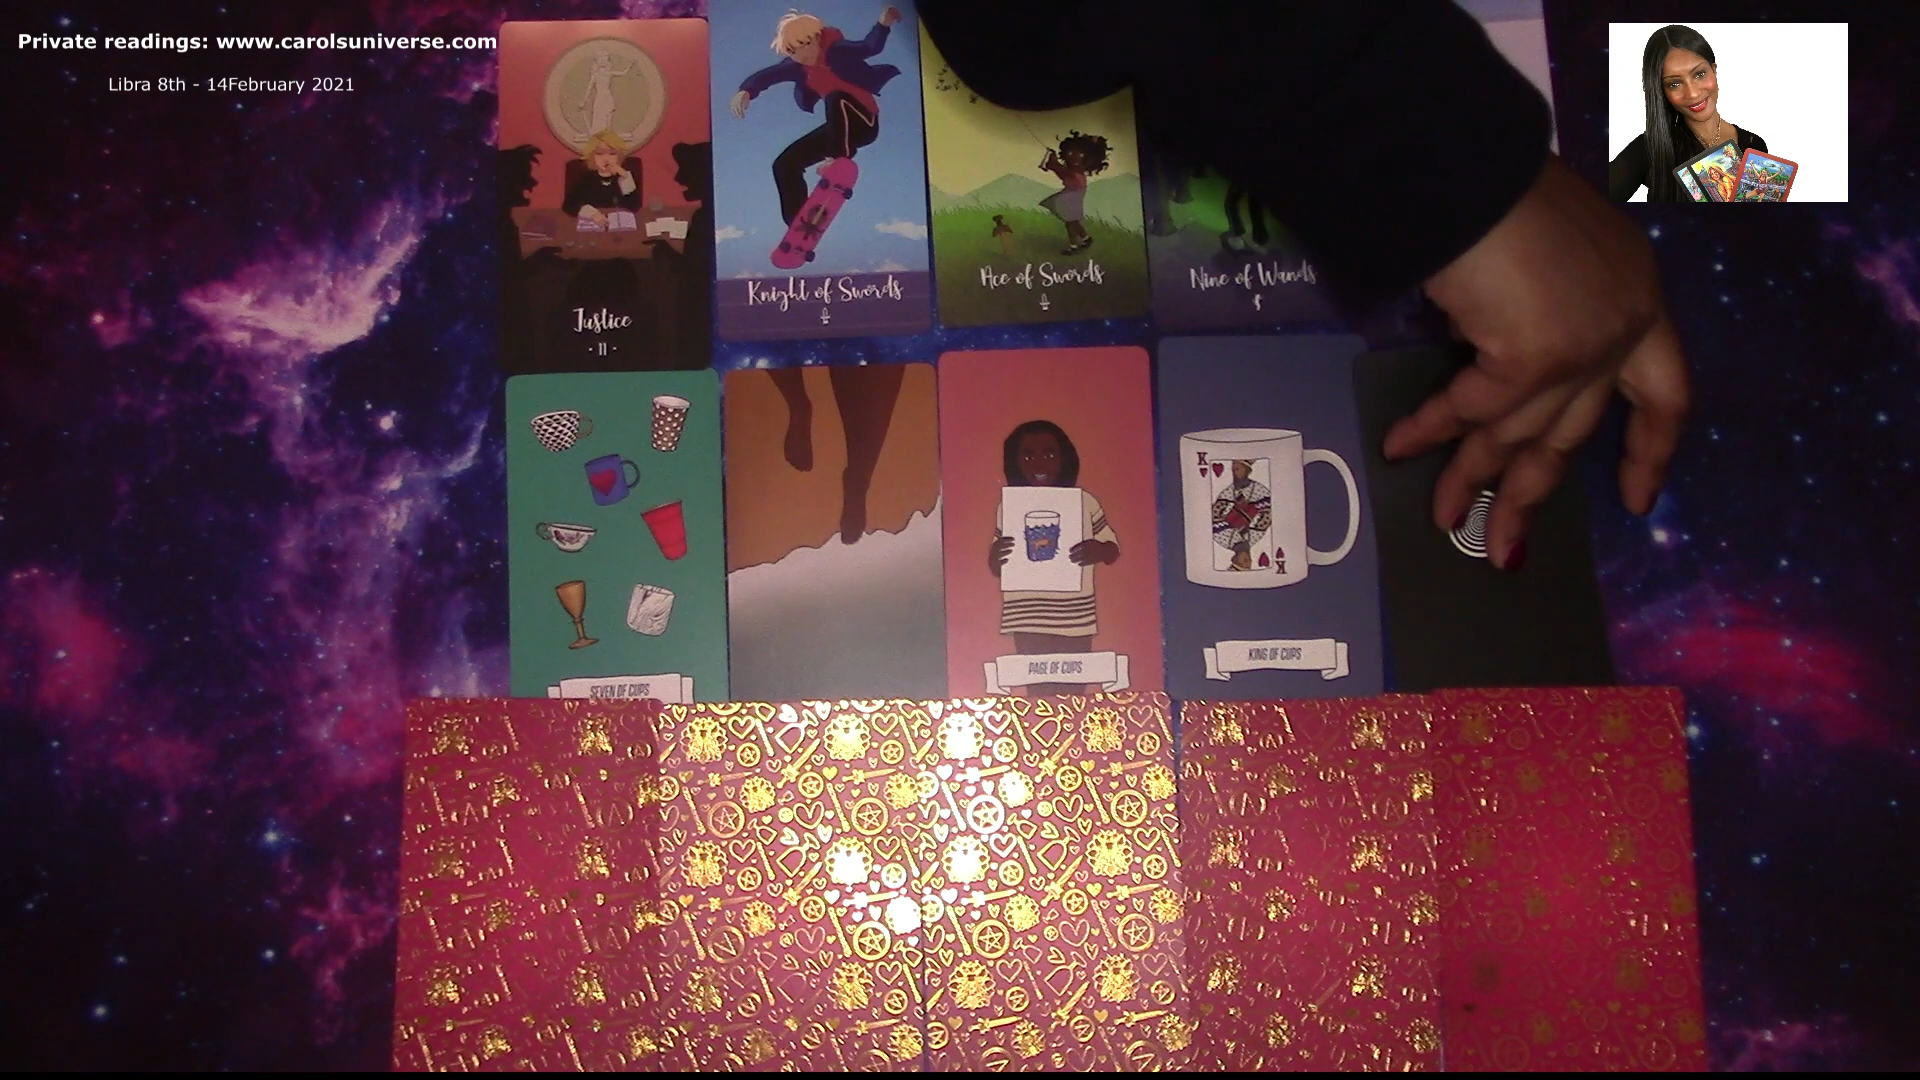 Private readings: www.carolsuniverse.com
Libra 8th - 14February 2021
Justice
- 11 -
Knight of Swords
Ace of Swords
Nine of Wands
K
K
SEVEN OF CUPS
PAGE OF CUPS
KING OF CUPS